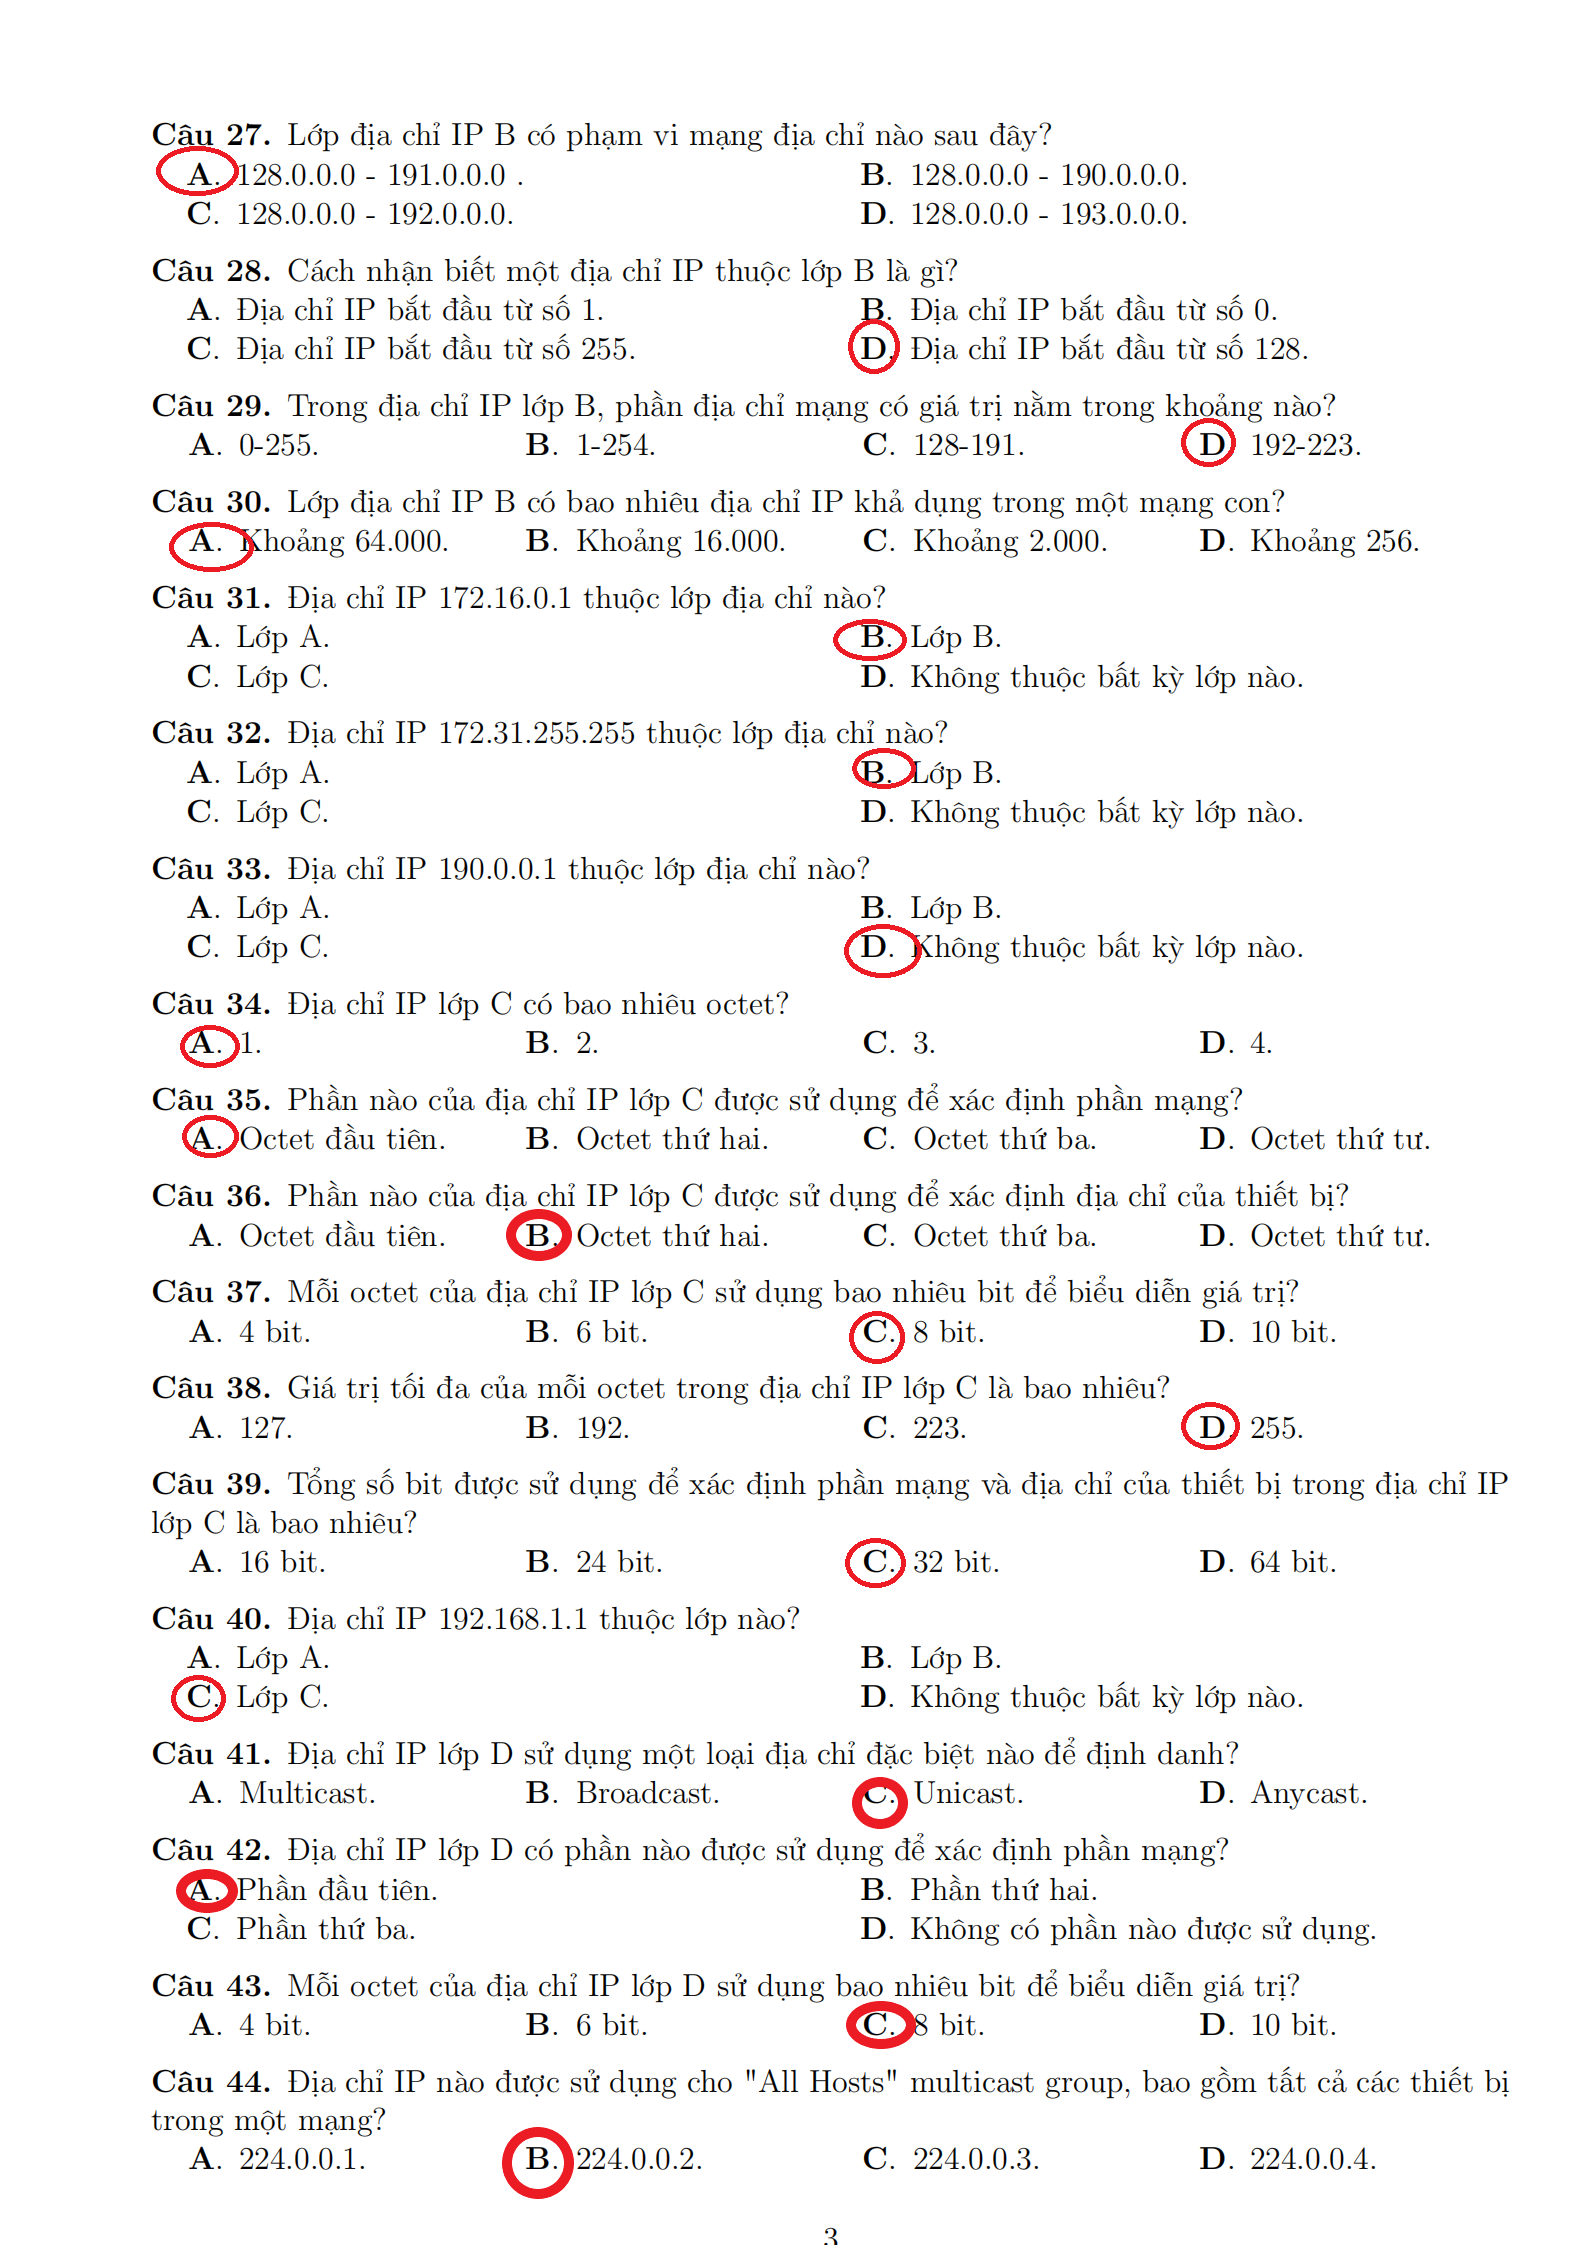 Câu 27. Lớp địa chỉ IP B có phạm vi mạng địa chỉ nào sau đây?
A. 128.0.0.0 - 191.0.0.0 . B. 128.0.0.0 - 190.0.0.0.
C. 128.0.0.0 - 192.0.0.0. D. 128.0.0.0 - 193.0.0.0.
Câu 28. Cách nhận biết một địa chỉ IP thuộc lớp B là gì?
A. Địa chỉ IP bắt đầu từ số 1. B. Địa chỉ IP bắt đầu từ số 0.
C. Địa chỉ IP bắt đầu từ số 255. D. Địa chỉ IP bắt đầu từ số 128.
Câu 29. Trong địa chỉ IP lớp B, phần địa chỉ mạng có giá trị nằm trong khoảng nào?
A. 0-255. B. 1-254. C. 128-191. D. 192-223.
Câu 30. Lớp địa chỉ IP B có bao nhiêu địa chỉ IP khả dụng trong một mạng con?
A. Khoảng 64.000. B. Khoảng 16.000. C. Khoảng 2.000. D. Khoảng 256.
Câu 31. Địa chỉ IP 172.16.0.1 thuộc lớp địa chỉ nào?
A. Lớp A. B. Lớp B.
C. Lớp C. D. Không thuộc bất kỳ lớp nào.
Câu 32. Địa chỉ IP 172.31.255.255 thuộc lớp địa chỉ nào?
A. Lớp A. B. Lớp B.
C. Lớp C. D. Không thuộc bất kỳ lớp nào.
Câu 33. Địa chỉ IP 190.0.0.1 thuộc lớp địa chỉ nào?
A. Lớp A. B. Lớp B.
C. Lớp C. D. Không thuộc bất kỳ lớp nào.
Câu 34. Địa chỉ IP lớp C có bao nhiêu octet?
A. 1. B. 2. C. 3. D. 4.
Câu 35. Phần nào của địa chỉ IP lớp C được sử dụng để xác định phần mạng?
A. Octet đầu tiên. B. Octet thứ hai. C. Octet thứ ba. D. Octet thứ tư.
Câu 36. Phần nào của địa chỉ IP lớp C được sử dụng để xác định địa chỉ của thiết bị?
A. Octet đầu tiên. B. Octet thứ hai. C. Octet thứ ba. D. Octet thứ tư.
Câu 37. Mỗi octet của địa chỉ IP lớp C sử dụng bao nhiêu bit để biểu diễn giá trị?
A. 4 bit. B. 6 bit. C. 8 bit. D. 10 bit.
Câu 38. Giá trị tối đa của mỗi octet trong địa chỉ IP lớp C là bao nhiêu?
A. 127. B. 192. C. 223. D. 255.
Câu 39. Tổng số bit được sử dụng để xác định phần mạng và địa chỉ của thiết bị trong địa chỉ IP
lớp C là bao nhiêu?
A. 16 bit. B. 24 bit. C. 32 bit. D. 64 bit.
Câu 40. Địa chỉ IP 192.168.1.1 thuộc lớp nào?
A. Lớp A. B. Lớp B.
C. Lớp C. D. Không thuộc bất kỳ lớp nào.
Câu 41. Địa chỉ IP lớp D sử dụng một loại địa chỉ đặc biệt nào để định danh?
A. Multicast. B. Broadcast. C. Unicast. D. Anycast.
Câu 42. Địa chỉ IP lớp D có phần nào được sử dụng để xác định phần mạng?
A. Phần đầu tiên. B. Phần thứ hai.
C. Phần thứ ba. D. Không có phần nào được sử dụng.
Câu 43. Mỗi octet của địa chỉ IP lớp D sử dụng bao nhiêu bit để biểu diễn giá trị?
A. 4 bit. B. 6 bit. C. 8 bit. D. 10 bit.
Câu 44. Địa chỉ IP nào được sử dụng cho "All Hosts" multicast group, bao gồm tất cả các thiết bị
trong một mạng?
A. 224.0.0.1. B. 224.0.0.2. C. 224.0.0.3. D. 224.0.0.4.
3